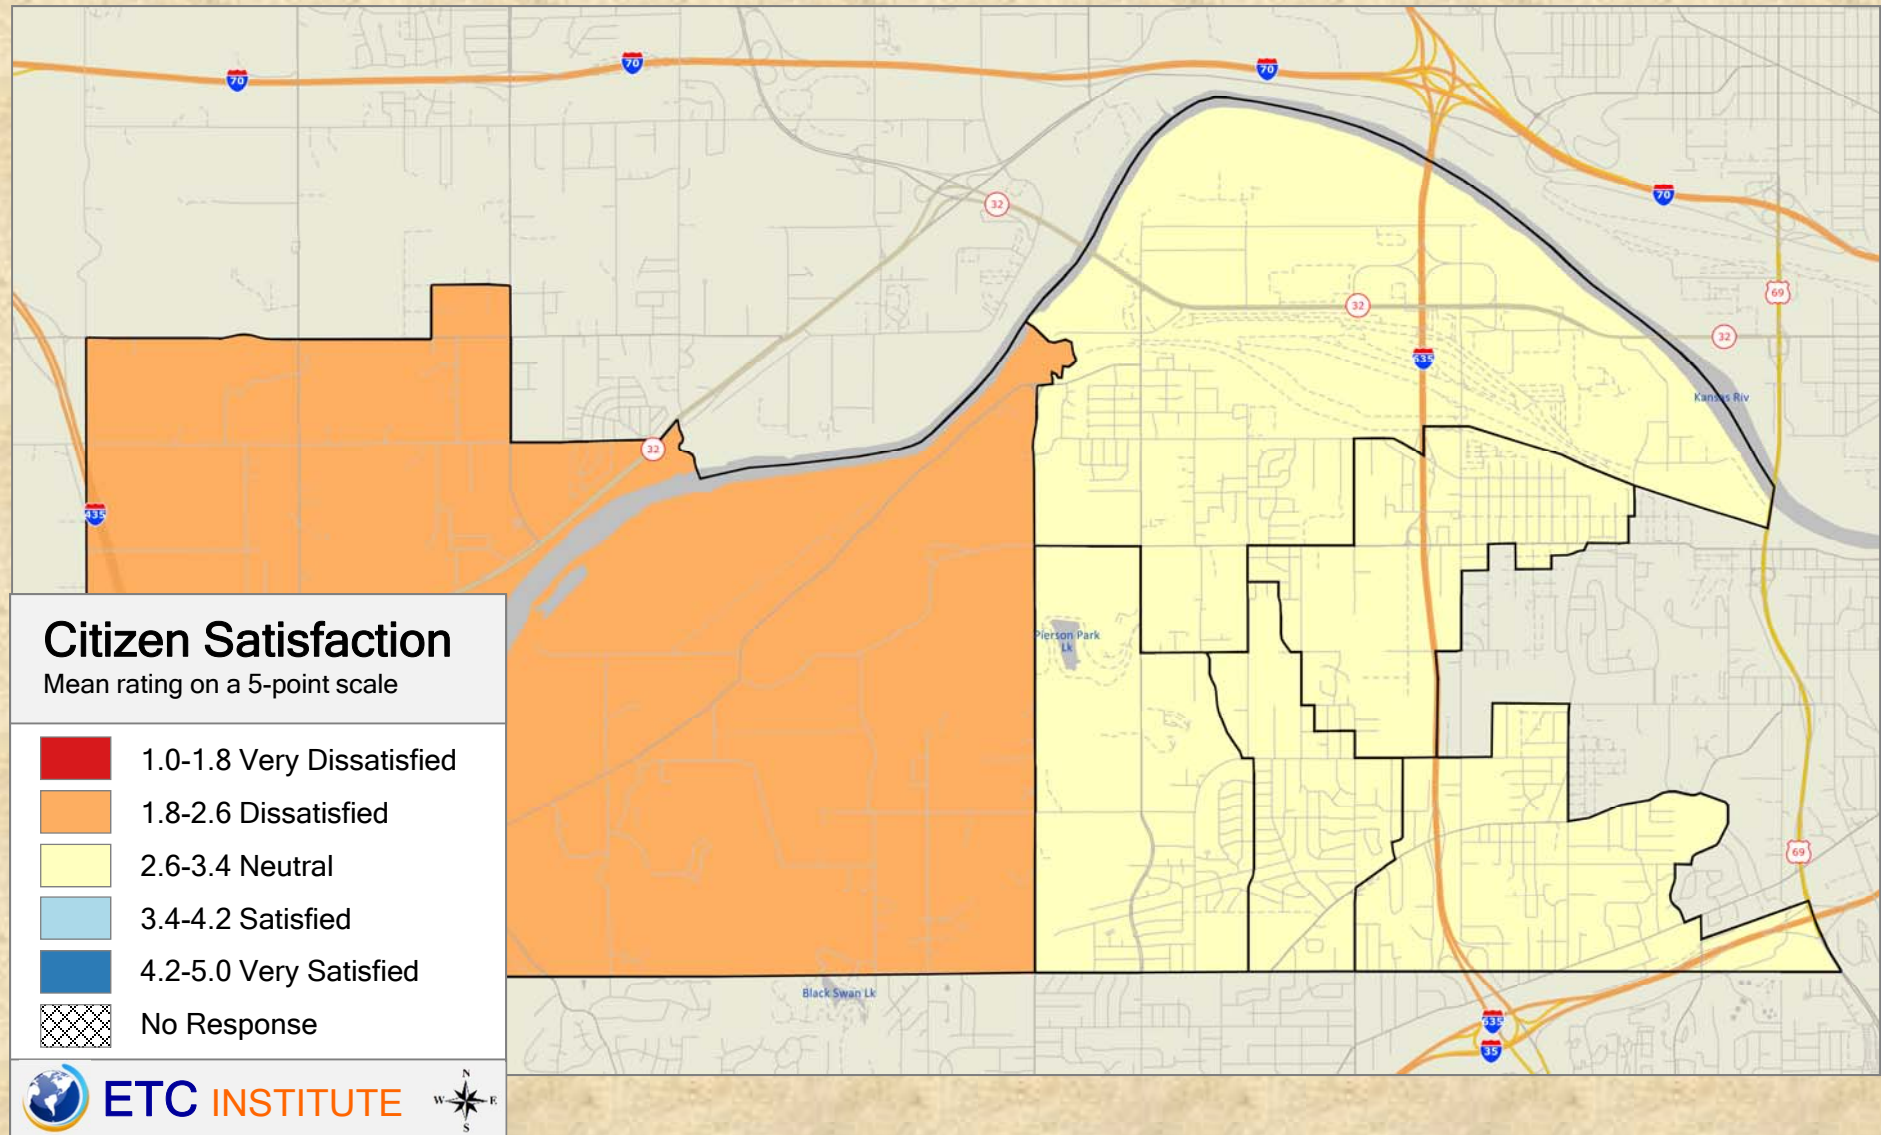 70
70
70
70
32
69
32
32
635
Kansas Riv
32
435
Pierson Park
Lk
69
Black Swan Lk
635
35
Citizen Satisfaction
Mean rating on a 5-point scale
1.0-1.8 Very Dissatisfied
1.8-2.6 Dissatisfied
2.6-3.4 Neutral
3.4-4.2 Satisfied
4.2-5.0 Very Satisfied
No Response
ETC INSTITUTE
N
W E
S